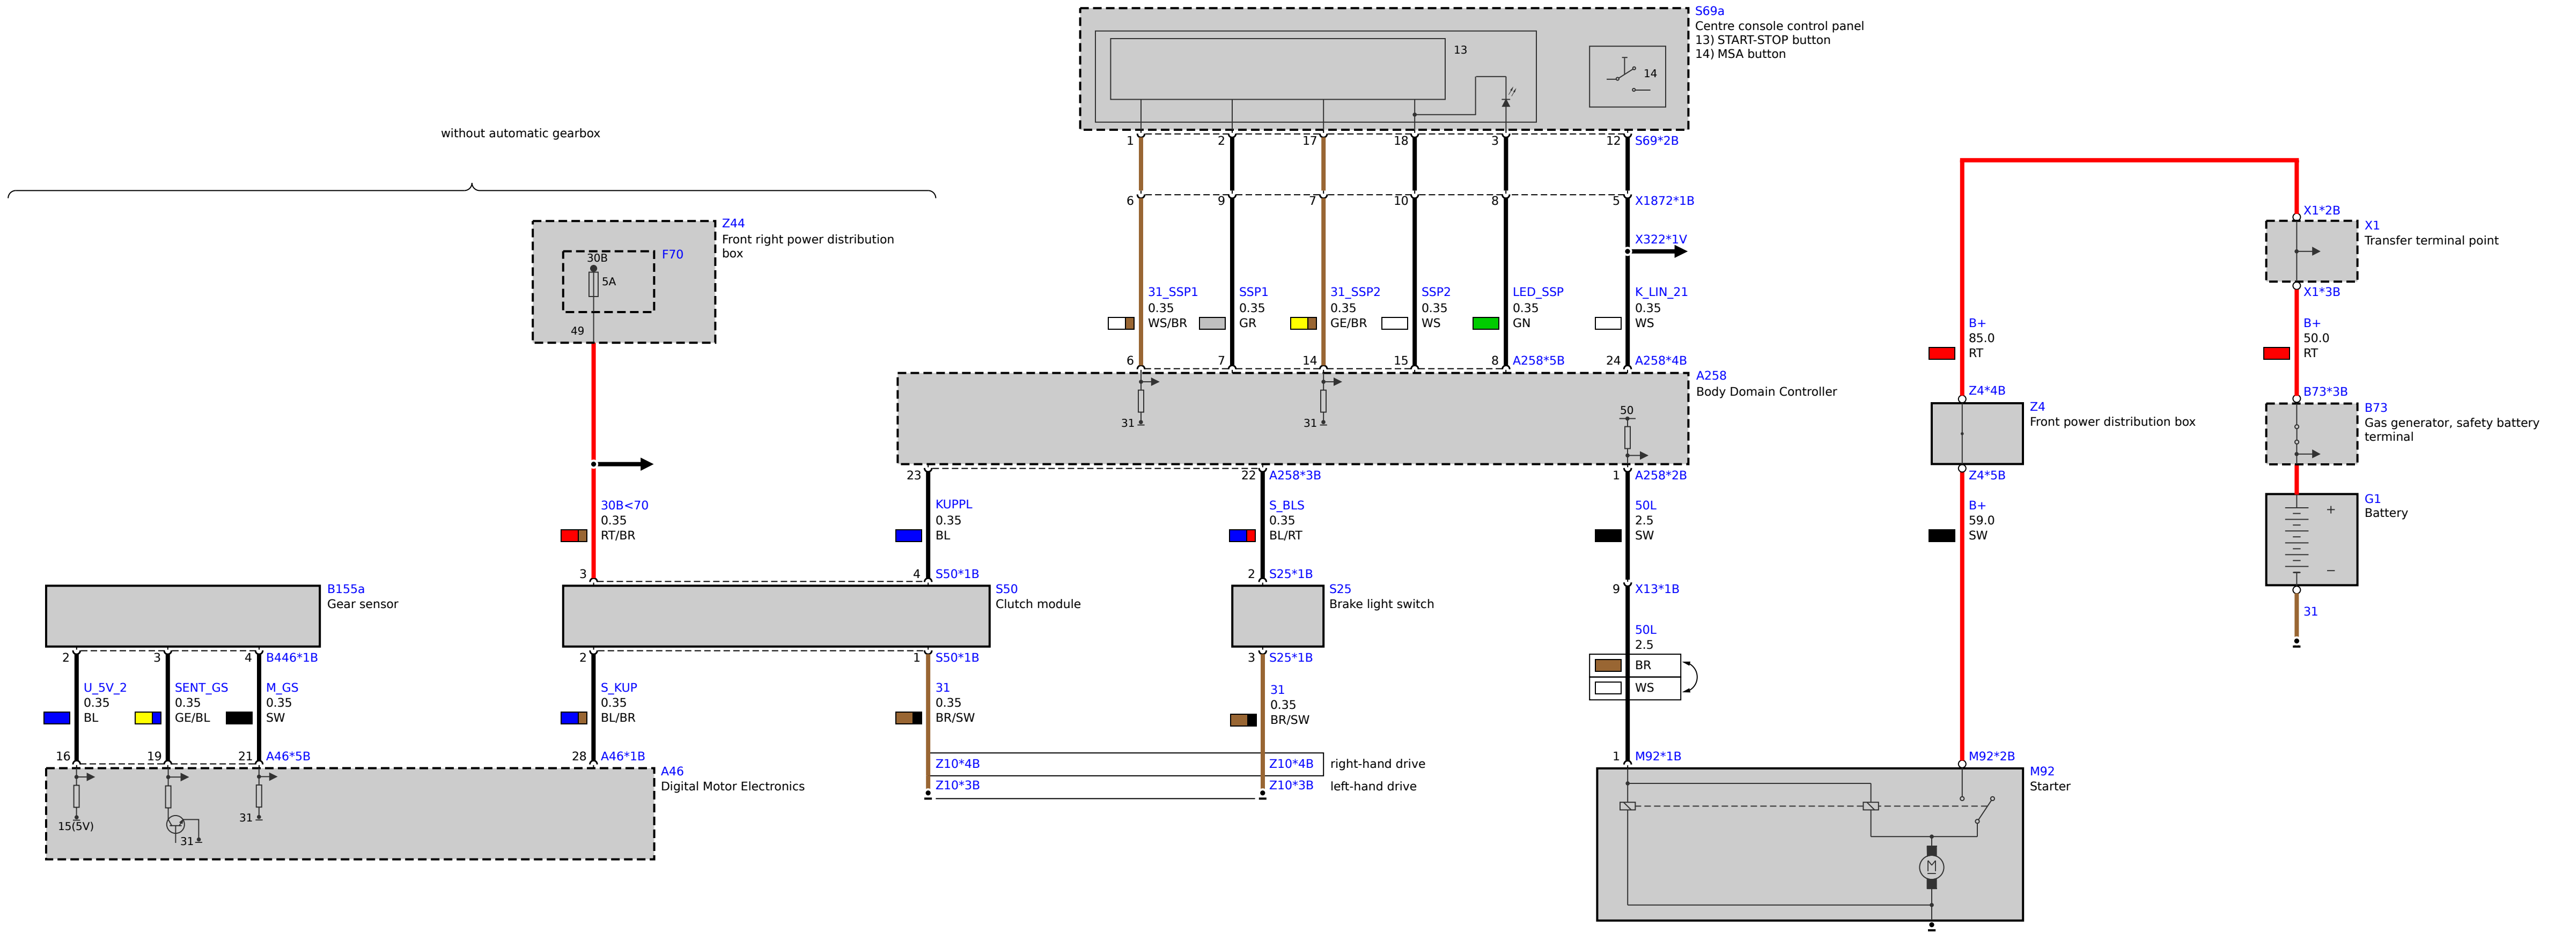 S69a
Centre console control panel
13) START-STOP button
14) MSA button
13
14
without automatic gearbox
1
2
17
18
3
12
S69*2B
6
9
7
10
8
5
X1872*1B
X322*1V
Z44
Front right power distribution
box
F70
30B
5A
49
31_SSP1
0.35
WS/BR
SSP1
0.35
GR
31_SSP2
0.35
GE/BR
SSP2
0.35
WS
LED_SSP
0.35
GN
K_LIN_21
0.35
WS
6
7
14
15
8
A258*5B
24
A258*4B
A258
Body Domain Controller
31
31
50
23
22
A258*3B
1
A258*2B
X1*2B
X1
Transfer terminal point
X1*3B
B+
85.0
RT
B+
50.0
RT
Z4*4B
Z4
Front power distribution box
Z4*5B
B73*3B
B73
Gas generator, safety battery
terminal
G1
Battery
+
−
31
30B<70
0.35
RT/BR
KUPPL
0.35
BL
S_BLS
0.35
BL/RT
50L
2.5
SW
B+
59.0
SW
3
4
S50*1B
2
S25*1B
9
X13*1B
B155a
Gear sensor
S50
Clutch module
S25
Brake light switch
50L
2.5
BR
WS
2
3
4
B446*1B
2
1
S50*1B
3
S25*1B
U_5V_2
0.35
BL
SENT_GS
0.35
GE/BL
M_GS
0.35
SW
S_KUP
0.35
BL/BR
31
0.35
BR/SW
31
0.35
BR/SW
16
19
21
A46*5B
28
A46*1B
Z10*4B
Z10*4B
right-hand drive
Z10*3B
Z10*3B
left-hand drive
1
M92*1B
M92*2B
A46
Digital Motor Electronics
15(5V)
31
31
M92
Starter
M